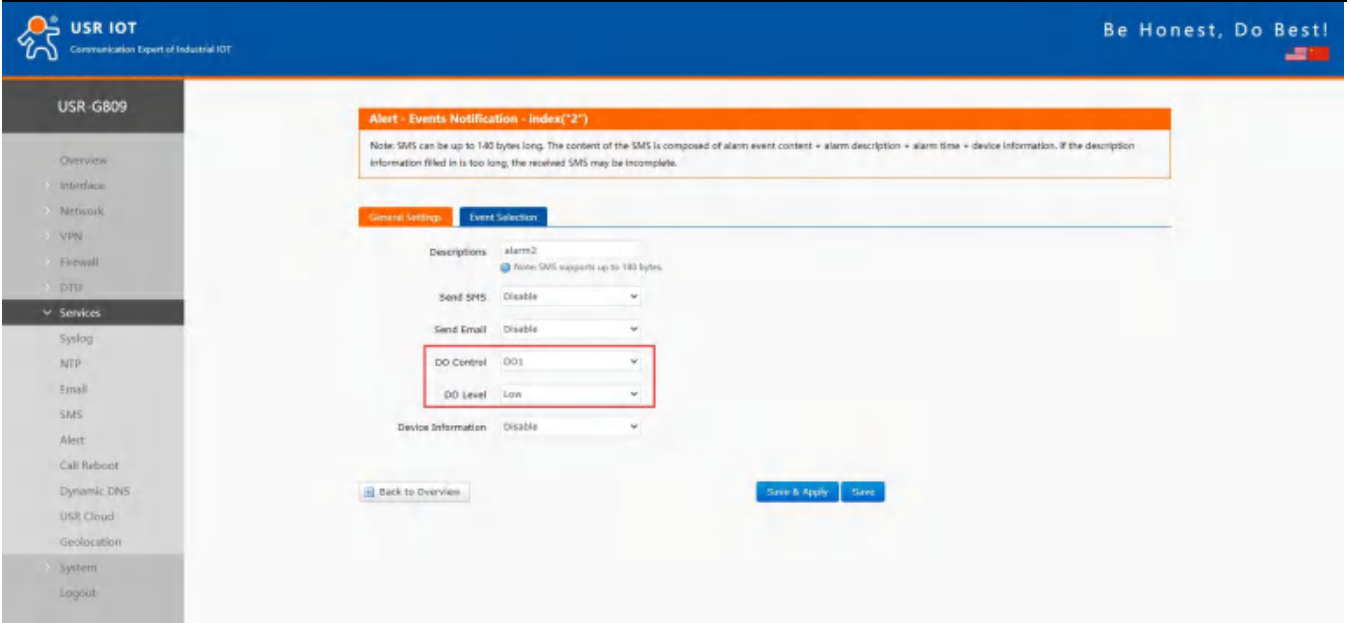 USR IOT
Communication Expert of Industrial IOT
Be Honest, Do Best!
USR-G809
Overview
Interface
Network
VPN
Firewall
DTU
Services
Syslog
NTP
Email
SMS
Alert
Call Reboot
Dynamic DNS
USR Cloud
Geolocation
System
Logout
Alert - Events Notification - index("2")
Note: SMS can be up to 140 bytes long. The content of the SMS is composed of alarm event content + alarm description + alarm time + device information. If the description
information filled in is too long, the received SMS may be incomplete.
General Settings Event Selection
Descriptions alarm2
Note: SMS supports up to 140 bytes.
Send SMS Disable
Send Email Disable
DO Control DO1
DO Level Low
Device Information Disable
Back to Overview Save & Apply Save